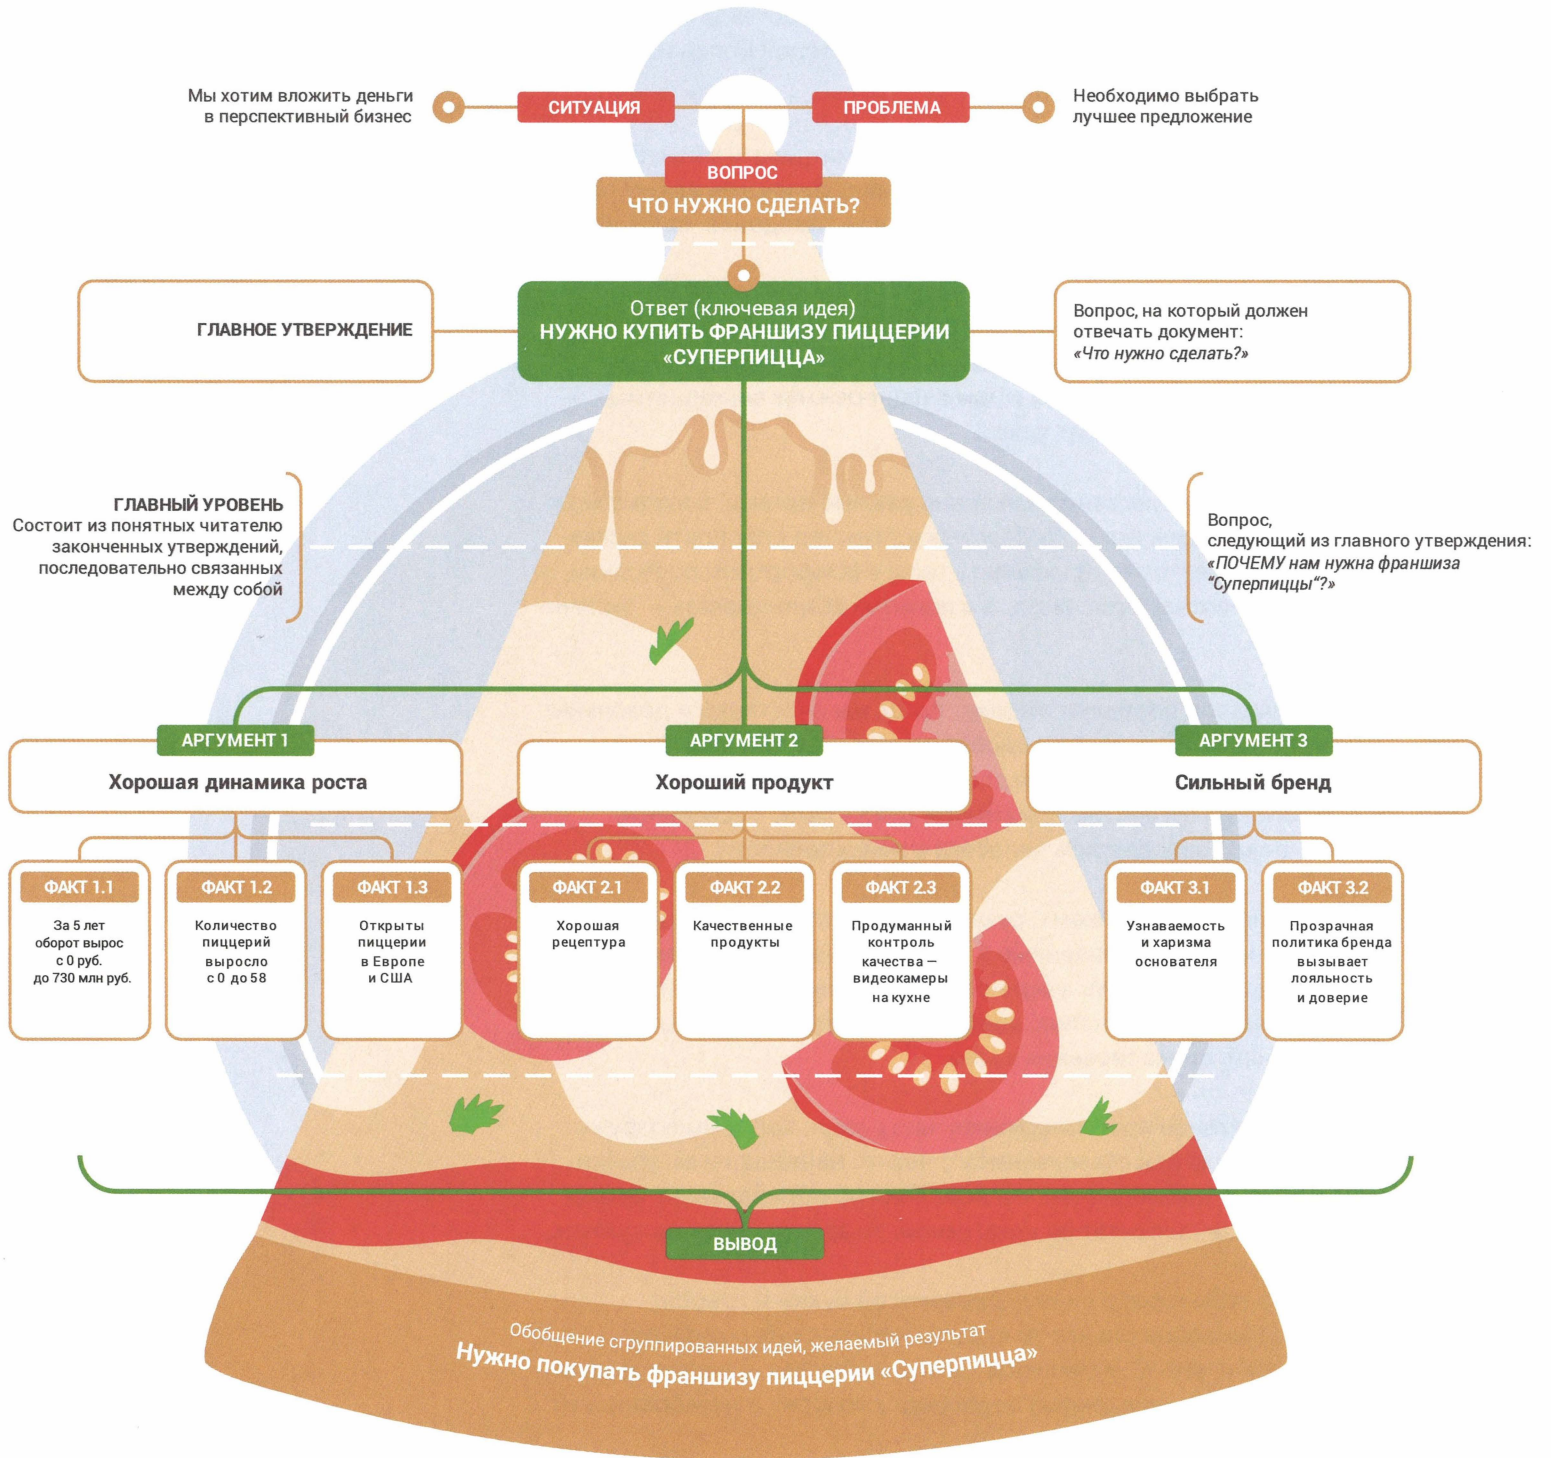 Мы хотим вложить деньги
в перспективный бизнес
СИТУАЦИЯ
ПРОБЛЕМА
Необходимо выбрать
лучшее предложение
ВОПРОС
ЧТО НУЖНО СДЕЛАТЬ?
ГЛАВНОЕ УТВЕРЖДЕНИЕ
Ответ (ключевая идея)
НУЖНО КУПИТЬ ФРАНШИЗУ ПИЦЦЕРИИ
«СУПЕРПИЦЦА»
Вопрос, на который должен
отвечать документ:
«Что нужно сделать?»
ГЛАВНЫЙ УРОВЕНЬ
Состоит из понятных читателю
законченных утверждений,
последовательно связанных
между собой
Вопрос,
следующий из главного утверждения:
«ПОЧЕМУ нам нужна франшиза
“Суперпиццы“?»
АРГУМЕНТ 1
Хорошая динамика роста
АРГУМЕНТ 2
Хороший продукт
АРГУМЕНТ 3
Сильный бренд
ФАКТ 1.1
За 5 лет
оборот вырос
с 0 руб.
до 730 млн руб.
ФАКТ 1.2
Количество
пиццерий
выросло
с 0 до 58
ФАКТ 1.3
Открыты
пиццерии
в Европе
и США
ФАКТ 2.1
Хорошая
рецептура
ФАКТ 2.2
Качественные
продукты
ФАКТ 2.3
Продуманный
контроль
качества —
видеокамеры
на кухне
ФАКТ 3.1
Узнаваемость
и харизма
основателя
ФАКТ 3.2
Прозрачная
политика бренда
вызывает
лояльность
и доверие
ВЫВОД
Обобщение сгруппированных идей, желаемый результат
Нужно покупать франшизу пиццерии «Суперпицца»